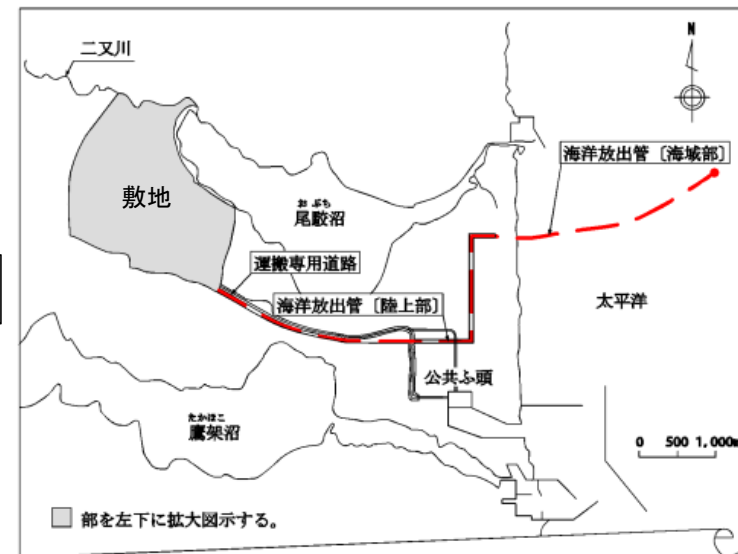 二又川
N
海洋放出管〔海域部〕
敷地
おぶち
尾駮沼
運搬専用道路
海洋放出管〔陸上部〕
太平洋
公共ふ頭
たかほこ
鷹架沼
0 500 1,000m
部を左下に拡大図示する。